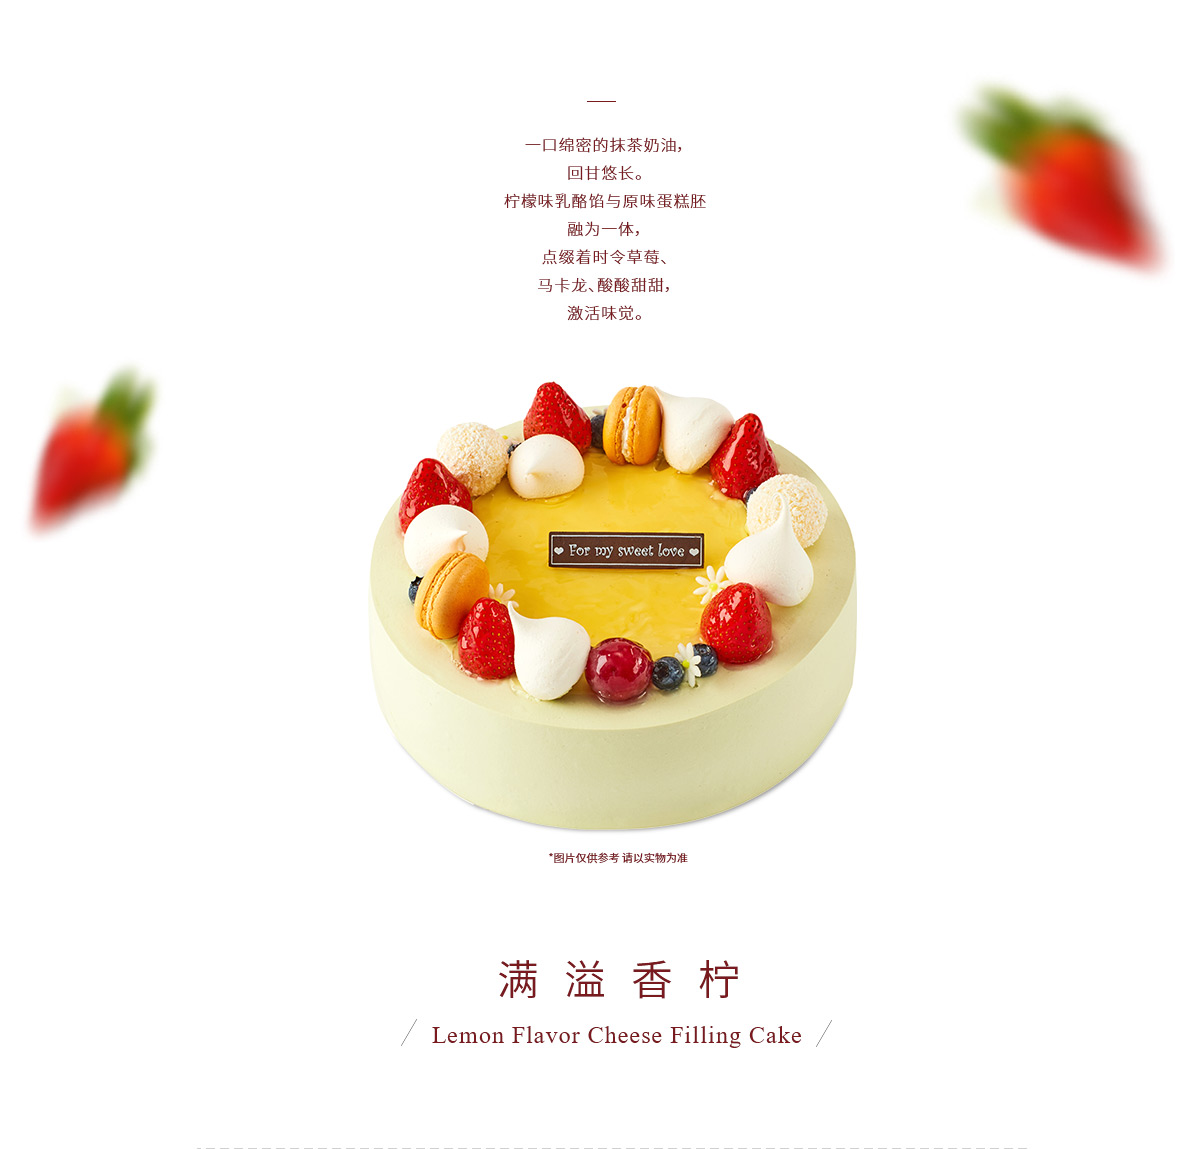 一口绵密的抹茶奶油，
回甘悠长。
柠檬味乳酪馅与原味蛋糕胚
融为一体，
点缀着时令草莓、
马卡龙、酸酸甜甜，
激活味觉。
For my sweet love
*图片仅供参考 请以实物为准
满溢香柠
Lemon Flavor Cheese Filling Cake